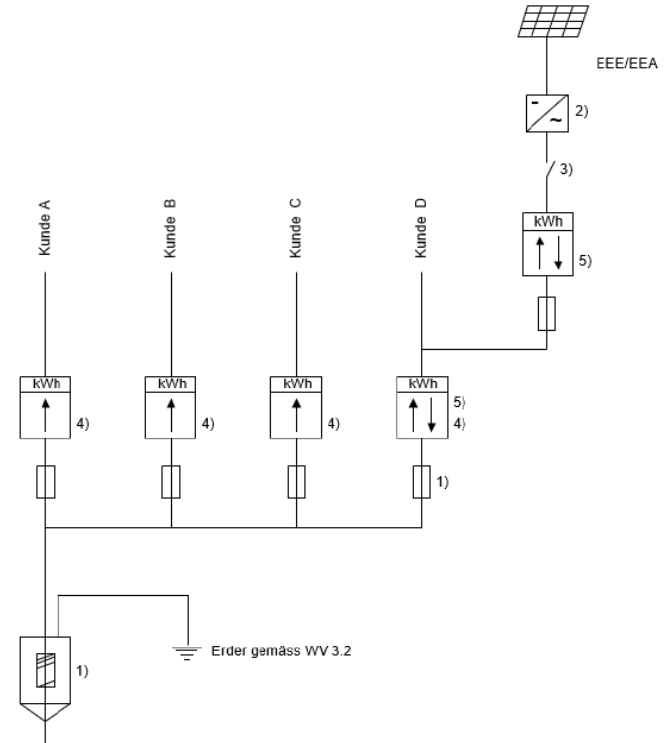 EEE/EEA
2)
3)
kWh
5)
Kunde A
Kunde B
Kunde C
Kunde D
kWh
4)
kWh
4)
kWh
4)
kWh
5)
4)
1)
Erder gemäss WV 3.2
1)